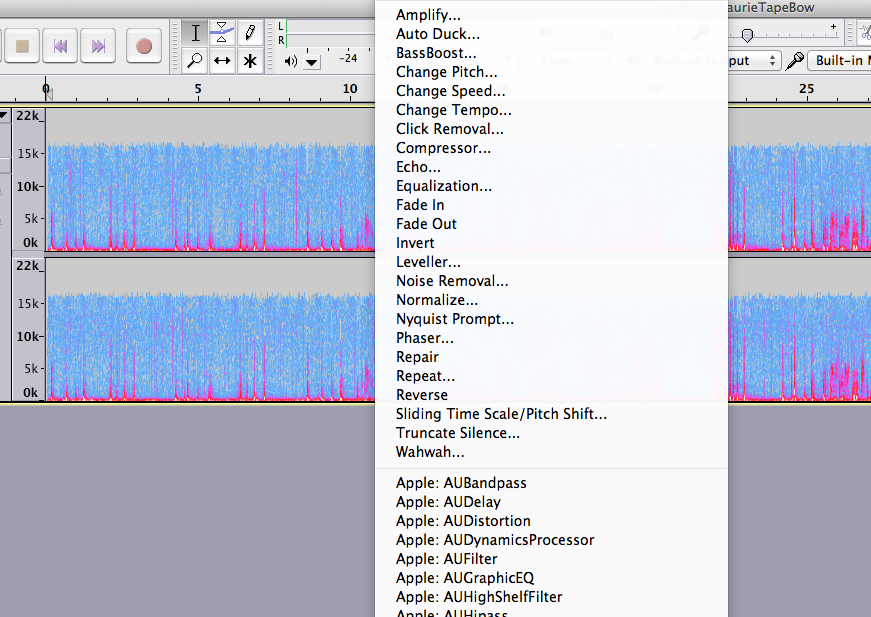 aurieTapeBow
L
R
-24
put
Built-in
0
5
10
25
22k
15k
10k
5k
0k
22k
15k
10k
5k
0k
Amplify...
Auto Duck...
BassBoost...
Change Pitch...
Change Speed...
Change Tempo...
Click Removal...
Compressor...
Echo...
Equalization...
Fade In
Fade Out
Invert
Leveller...
Noise Removal...
Normalize...
Nyquist Prompt...
Phaser...
Repair
Repeat...
Reverse
Sliding Time Scale/Pitch Shift...
Truncate Silence...
Wahwah...
Apple: AUBandpass
Apple: AUDelay
Apple: AUDistortion
Apple: AUDynamicsProcessor
Apple: AUFilter
Apple: AUGraphicEQ
Apple: AUHighShelfFilter
Apple: AUHipass